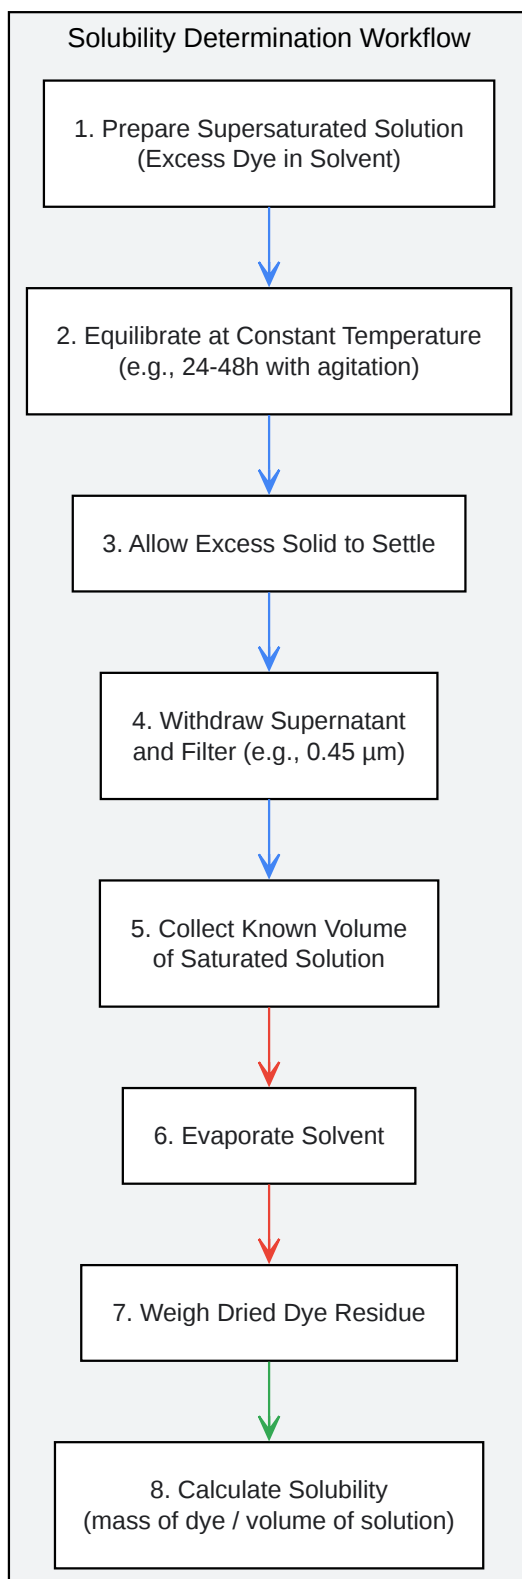 Solubility Determination Workflow
1. Prepare Supersaturated Solution
(Excess Dye in Solvent)
2. Equilibrate at Constant Temperature
(e.g., 24-48h with agitation)
3. Allow Excess Solid to Settle
4. Withdraw Supernatant
and Filter (e.g., 0.45 µm)
5. Collect Known Volume
of Saturated Solution
6. Evaporate Solvent
7. Weigh Dried Dye Residue
8. Calculate Solubility
(mass of dye / volume of solution)